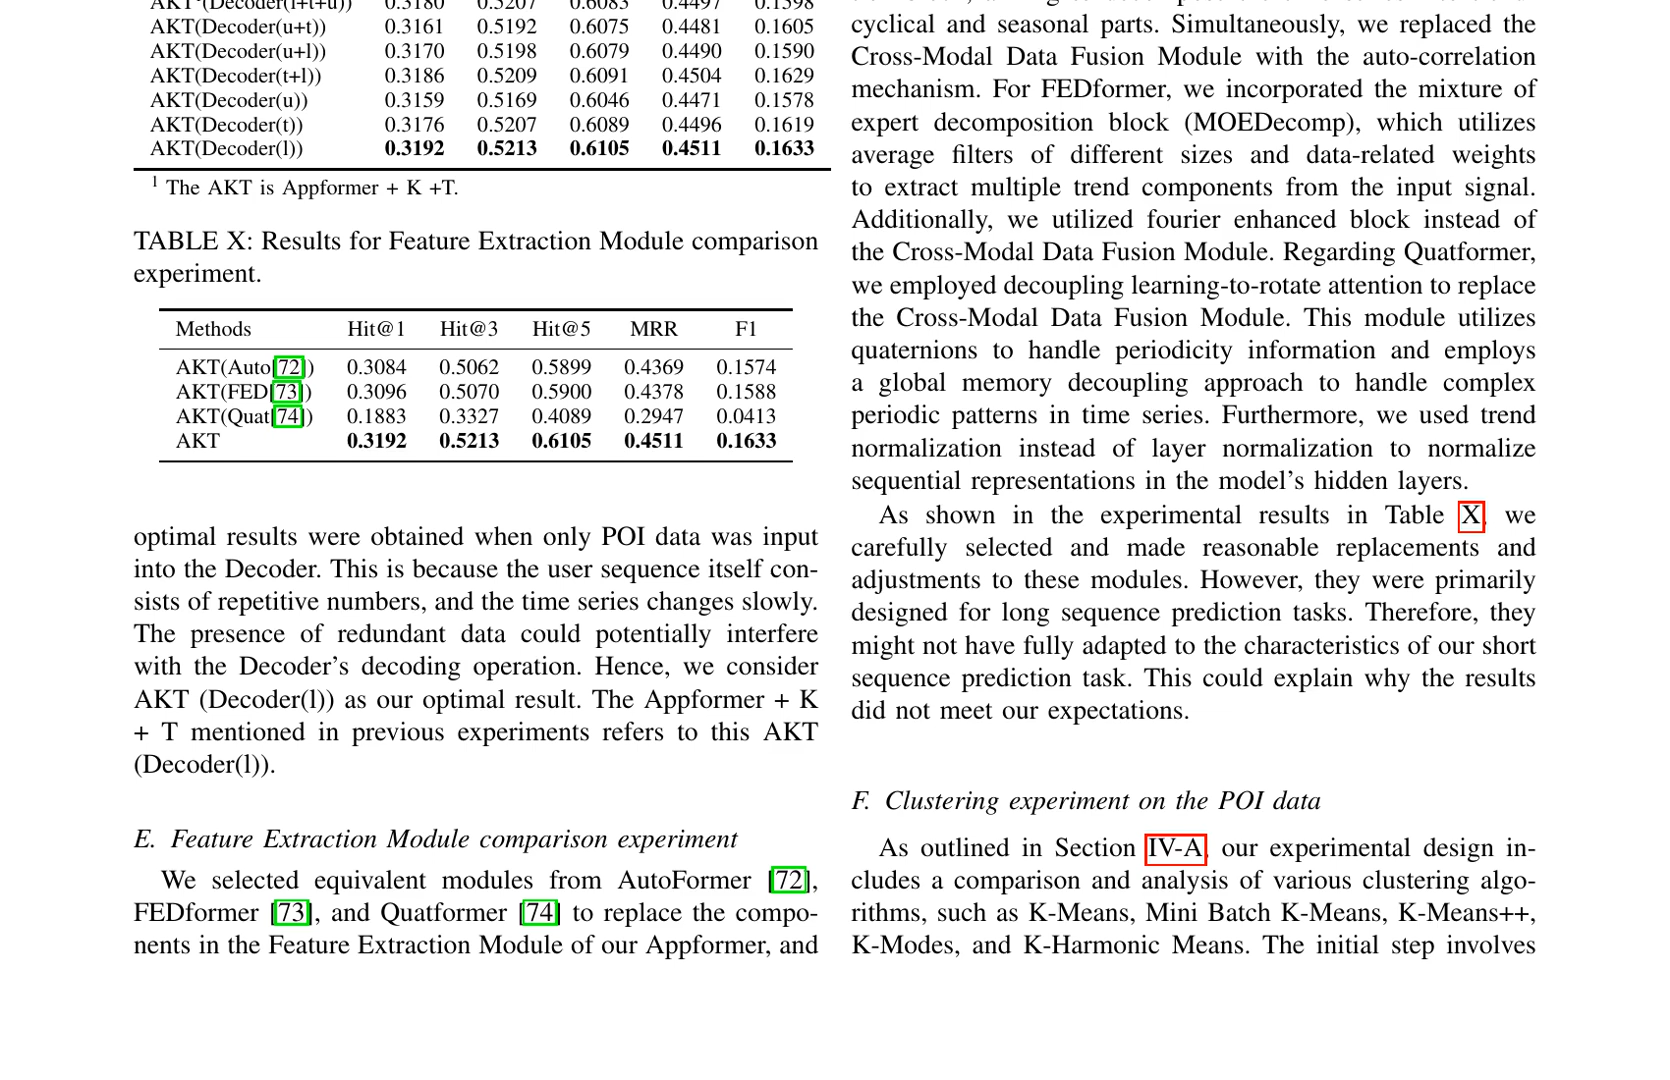 0.3180 0.5207 0.6083 0.4497 0.1598
AKT(Decoder(u+t)) 0.3161 0.5192 0.6075 0.4481 0.1605
AKT(Decoder(u+l)) 0.3170 0.5198 0.6079 0.4490 0.1590
AKT(Decoder(t+l)) 0.3186 0.5209 0.6091 0.4504 0.1629
AKT(Decoder(u)) 0.3159 0.5169 0.6046 0.4471 0.1578
AKT(Decoder(t)) 0.3176 0.5207 0.6089 0.4496 0.1619
AKT(Decoder(l)) 0.3192 0.5213 0.6105 0.4511 0.1633
1 The AKT is Appformer + K +T.
TABLE X: Results for Feature Extraction Module comparison
experiment.
Methods Hit@1 Hit@3 Hit@5 MRR F1
AKT(Auto[72]) 0.3084 0.5062 0.5899 0.4369 0.1574
AKT(FED[73]) 0.3096 0.5070 0.5900 0.4378 0.1588
AKT(Quat[74]) 0.1883 0.3327 0.4089 0.2947 0.0413
AKT 0.3192 0.5213 0.6105 0.4511 0.1633
optimal results were obtained when only POI data was input
into the Decoder. This is because the user sequence itself con-
sists of repetitive numbers, and the time series changes slowly.
The presence of redundant data could potentially interfere
with the Decoder's decoding operation. Hence, we consider
AKT (Decoder(l)) as our optimal result. The Appformer + K
+ T mentioned in previous experiments refers to this AKT
(Decoder(l)).
E. Feature Extraction Module comparison experiment
We selected equivalent modules from AutoFormer [72],
FEDformer [73], and Quatformer [74] to replace the compo-
nents in the Feature Extraction Module of our Appformer, and
cyclical and seasonal parts. Simultaneously, we replaced the
Cross-Modal Data Fusion Module with the auto-correlation
mechanism. For FEDformer, we incorporated the mixture of
expert decomposition block (MOEDecomp), which utilizes
average filters of different sizes and data-related weights
to extract multiple trend components from the input signal.
Additionally, we utilized fourier enhanced block instead of
the Cross-Modal Data Fusion Module. Regarding Quatformer,
we employed decoupling learning-to-rotate attention to replace
the Cross-Modal Data Fusion Module. This module utilizes
quaternions to handle periodicity information and employs
a global memory decoupling approach to handle complex
periodic patterns in time series. Furthermore, we used trend
normalization instead of layer normalization to normalize
sequential representations in the model's hidden layers.
As shown in the experimental results in Table X, we
carefully selected and made reasonable replacements and
adjustments to these modules. However, they were primarily
designed for long sequence prediction tasks. Therefore, they
might not have fully adapted to the characteristics of our short
sequence prediction task. This could explain why the results
did not meet our expectations.
F. Clustering experiment on the POI data
As outlined in Section IV-A, our experimental design in-
cludes a comparison and analysis of various clustering algo-
rithms, such as K-Means, Mini Batch K-Means, K-Means++,
K-Modes, and K-Harmonic Means. The initial step involves